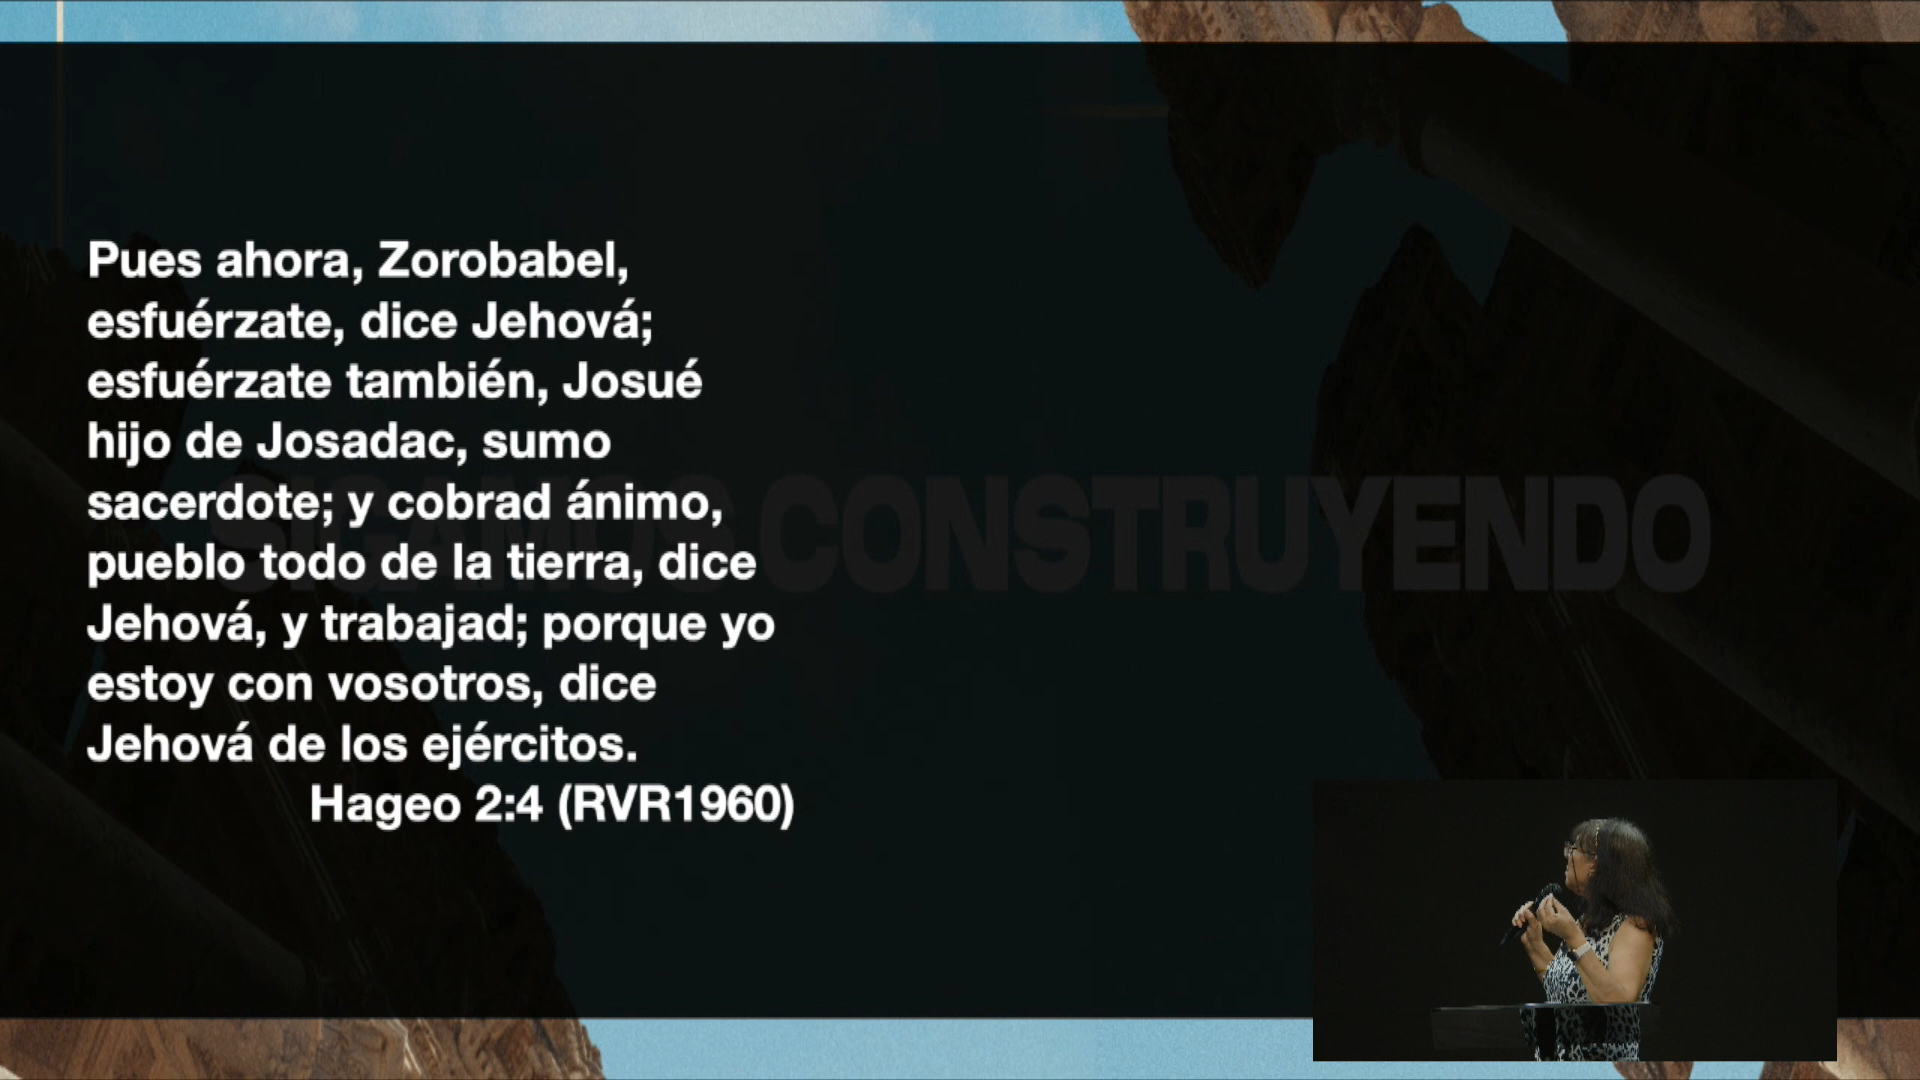 Pues ahora, Zorobabel,
esfuérzate, dice Jehová;
esfuérzate también, Josué
hijo de Josadac, sumo
sacerdote; y cobrad ánimo,
pueblo todo de la tierra, dice
Jehová, y trabajad; porque yo
estoy con vosotros, dice
Jehová de los ejércitos.
Hageo 2:4 (RVR1960)
SIGAMOS CONSTRUYENDO